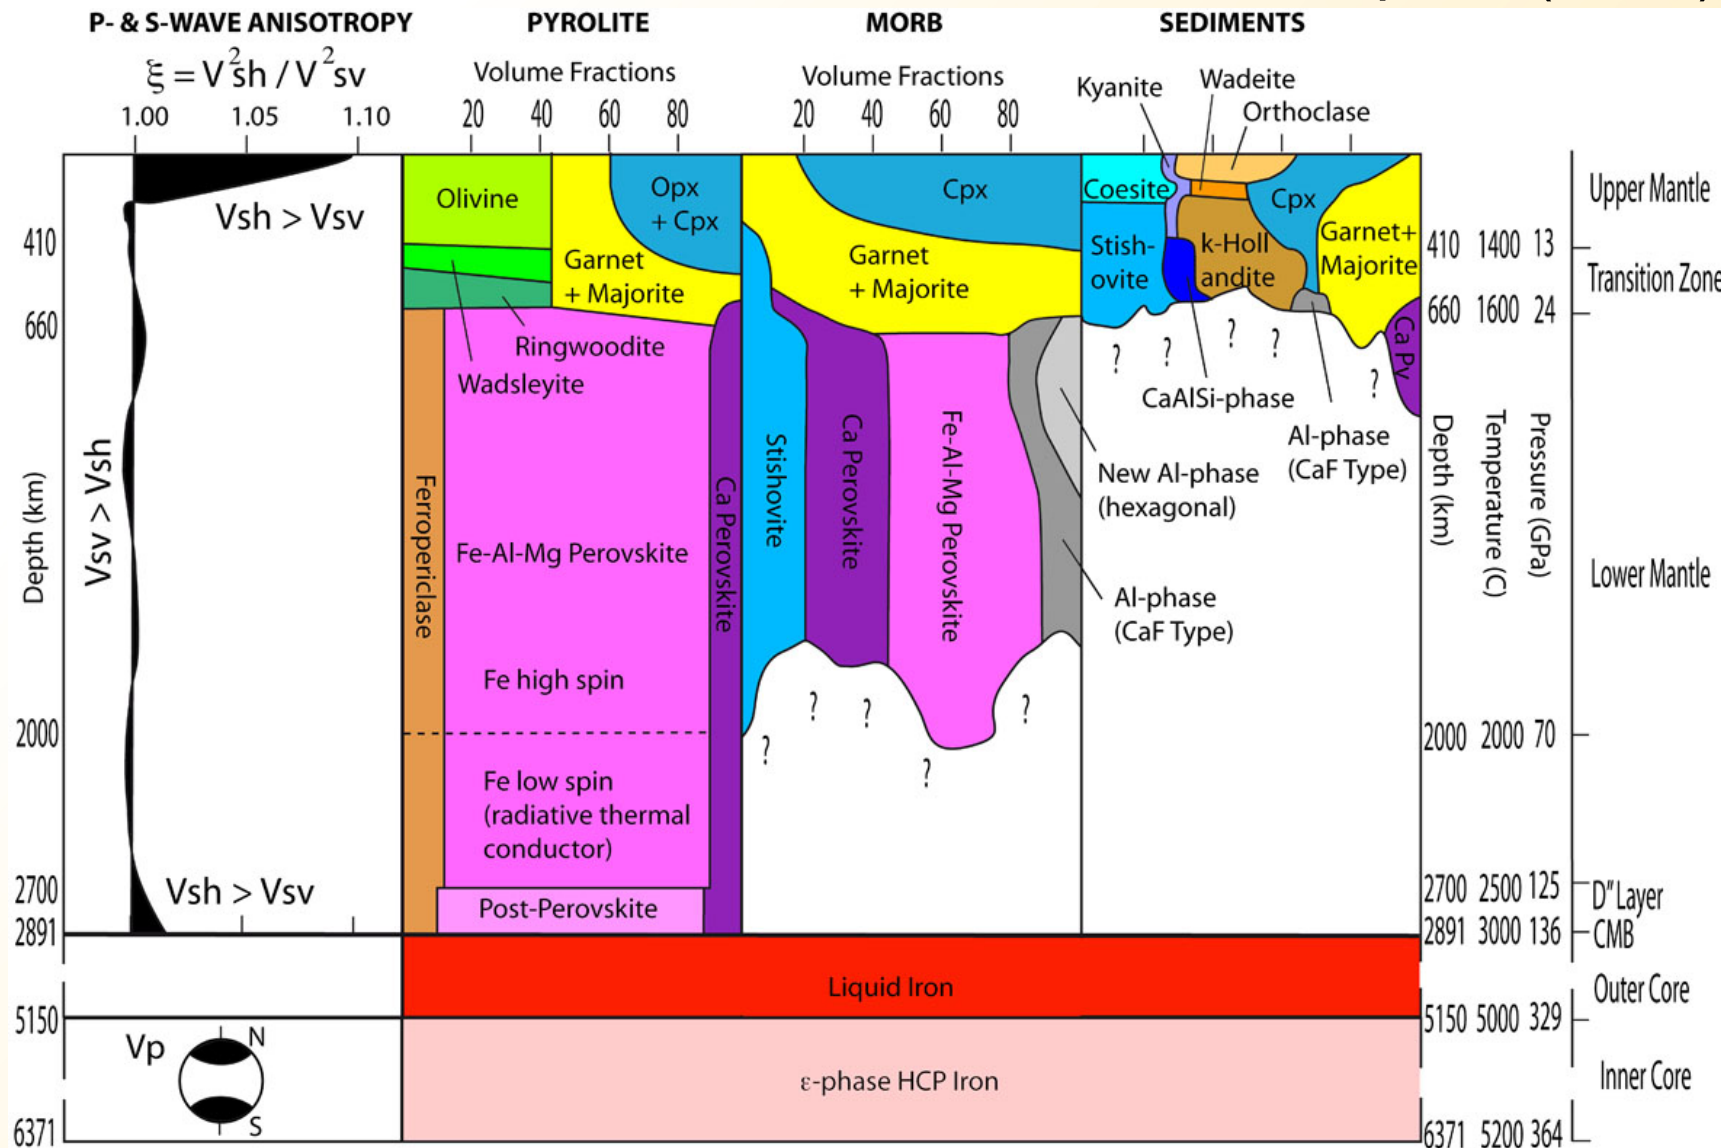 P- & S-WAVE ANISOTROPY
ξ = V²sh / V²sv
1.00 1.05 1.10
PYROLITE
Volume Fractions
20 40 60 80
MORB
Volume Fractions
20 40 60 80
SEDIMENTS
Kyanite
Wadeite
Orthoclase
Vsh > Vsv
Vsv > Vsh
Vsh > Vsv
Depth (km)
410
660
2000
2700
2891
5150
6371
Vp
N
S
Olivine
Opx
+ Cpx
Garnet
+ Majorite
Ringwoodite
Wadsleyite
Ferropericlase
Fe-Al-Mg Perovskite
Ca Perovskite
Fe high spin
Fe low spin
(radiative thermal
conductor)
Post-Perovskite
Cpx
Garnet
+ Majorite
Stishovite
Ca Perovskite
Fe-Al-Mg Perovskite
New Al-phase
(hexagonal)
Al-phase
(CaF Type)
? ? ?
? ?
Coesite
Stish-
ovite
k-Holl
andite
Cpx
Garnet+
Majorite
Ca Pv
? ? ? ? ?
CaAlSi-phase
Al-phase
(CaF Type)
Liquid Iron
ε-phase HCP Iron
Depth (km) Temperature (C) Pressure (GPa)
410 1400 13
660 1600 24
2000 2000 70
2700 2500 125
2891 3000 136
5150 5000 329
6371 5200 364
Upper Mantle
Transition Zone
Lower Mantle
D" Layer
CMB
Outer Core
Inner Core